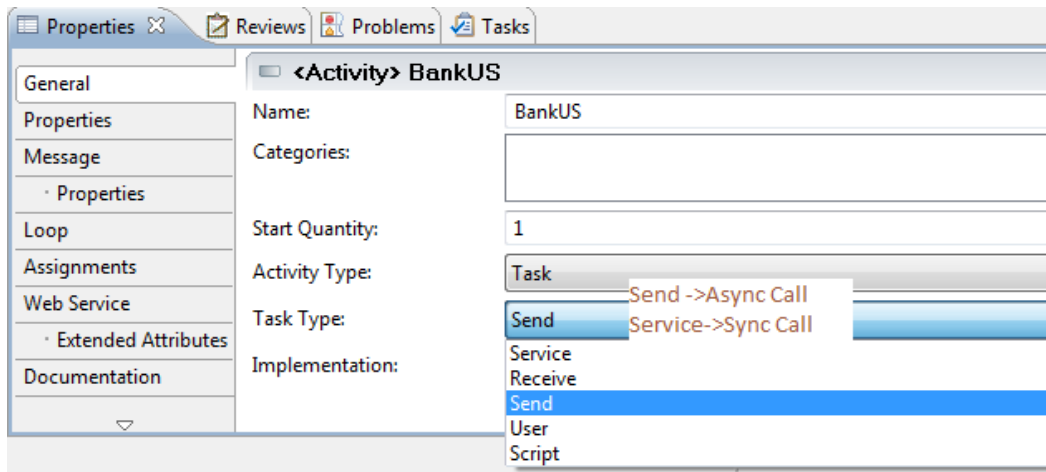 Properties Reviews Problems Tasks
<Activity> BankUS
General
Properties
Message
Properties
Loop
Assignments
Web Service
Extended Attributes
Documentation
Name: BankUS
Categories:
Start Quantity: 1
Activity Type: Task
Task Type: Send
Send ->Async Call
Service->Sync Call
Implementation:
Service
Receive
Send
User
Script